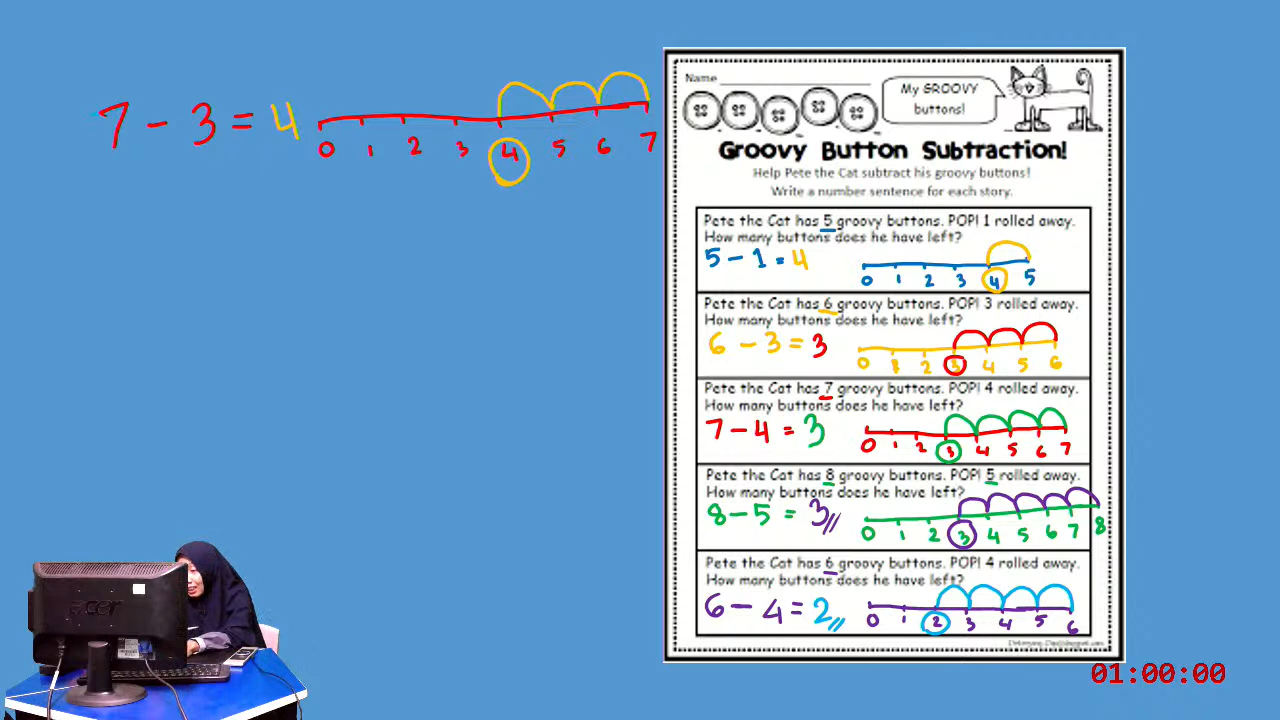 7 - 3 = 4
0 1 2 3 4 5 6 7
Name
My GROOVY
buttons!
Groovy Button Subtraction!
Help Pete the Cat subtract his groovy buttons!
Write a number sentence for each story.
Pete the Cat has 5 groovy buttons. POP! 1 rolled away.
How many buttons does he have left?
5 - 1 = 4
0 1 2 3 4 5
Pete the Cat has 6 groovy buttons. POP! 3 rolled away.
How many buttons does he have left?
6 - 3 = 3
0 1 2 3 4 5 6
Pete the Cat has 7 groovy buttons. POP! 4 rolled away.
How many buttons does he have left?
7 - 4 = 3
0 1 2 3 4 5 6 7
Pete the Cat has 8 groovy buttons. POP! 5 rolled away.
How many buttons does he have left?
8 - 5 = 3//
0 1 2 3 4 5 6 7 8
Pete the Cat has 6 groovy buttons. POP! 4 rolled away.
How many buttons does he have left?
6 - 4 = 2//
0 1 2 3 4 5 6
acer
01:00:00